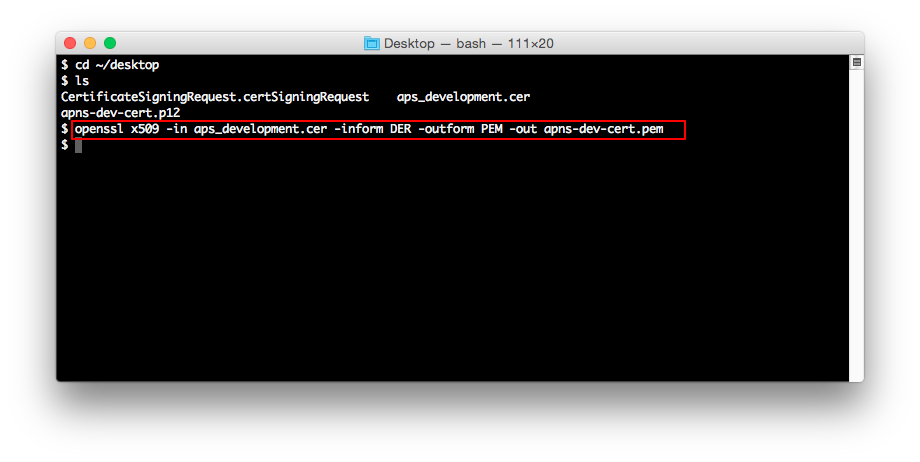 Desktop — bash — 111×20
$ cd ~/desktop
$ ls
CertificateSigningRequest.certSigningRequest    aps_development.cer
apns-dev-cert.p12
$ openssl x509 -in aps_development.cer -inform DER -outform PEM -out apns-dev-cert.pem
$